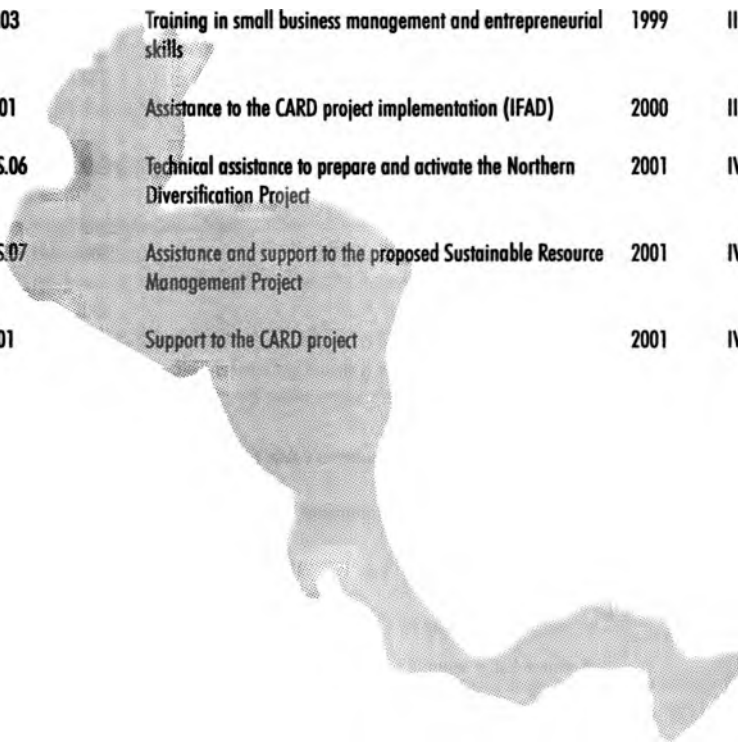 03 Training in small business management and entrepreneurial 1999 II
skills
01 Assistance to the CARD project implementation (IFAD) 2000 II
S.06 Technical assistance to prepare and activate the Northern 2001 IV
Diversification Project
S.07 Assistance and support to the proposed Sustainable Resource 2001 IV
Management Project
01 Support to the CARD project 2001 IV